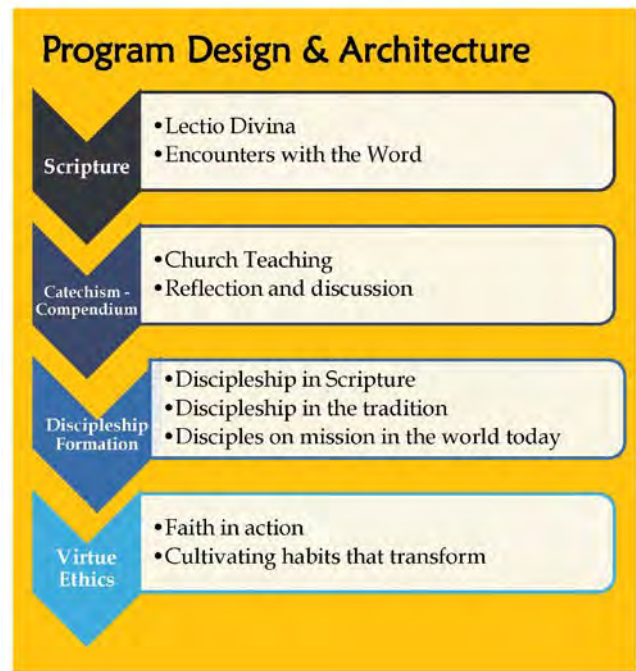 Program Design & Architecture
Scripture
•Lectio Divina
•Encounters with the Word
Catechism -
Compendium
•Church Teaching
•Reflection and discussion
Discipleship
Formation
•Discipleship in Scripture
•Discipleship in the tradition
•Disciples on mission in the world today
Virtue
Ethics
•Faith in action
•Cultivating habits that transform